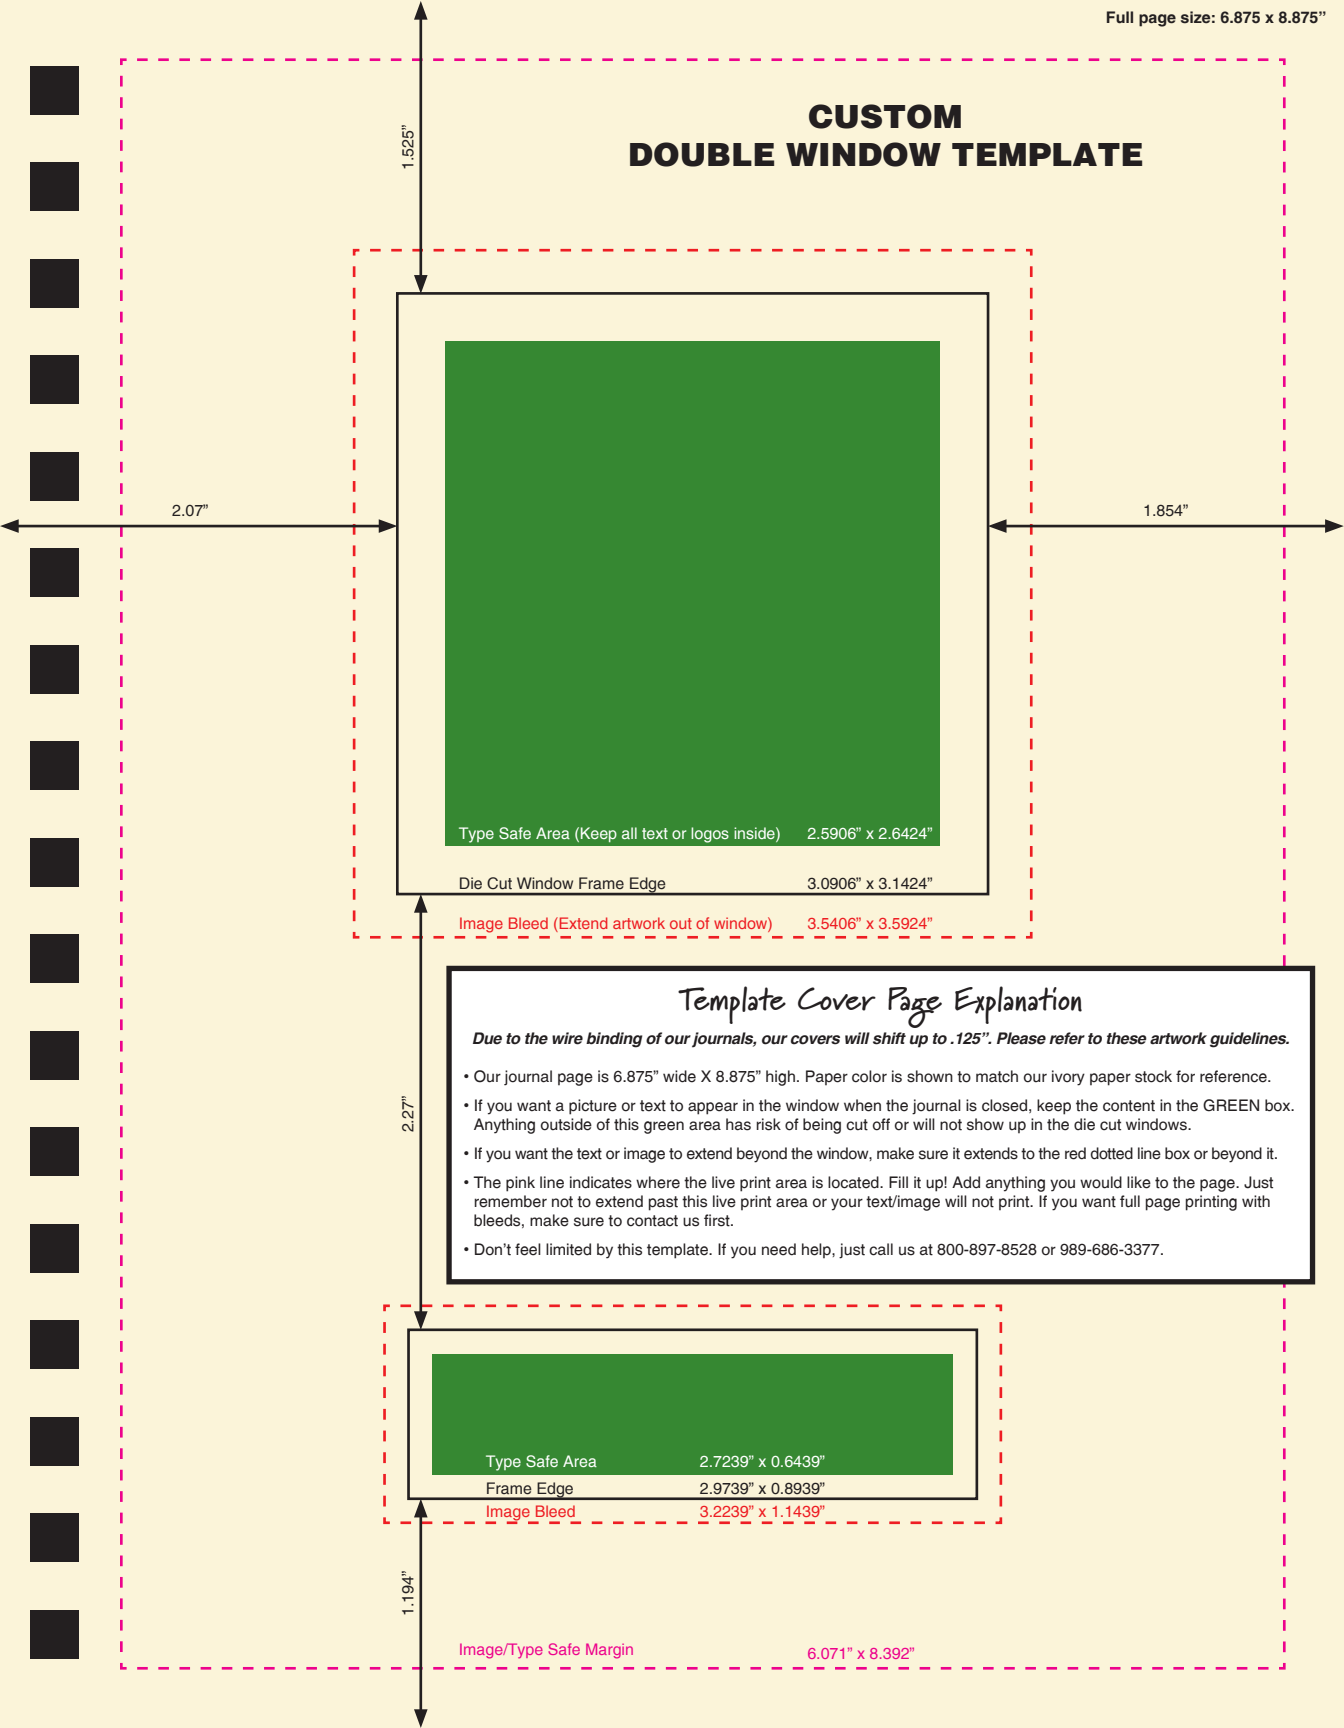 Full page size: 6.875 x 8.875”
CUSTOM
DOUBLE WINDOW TEMPLATE
1.525”
2.07”
1.854”
Type Safe Area (Keep all text or logos inside) 2.5906” x 2.6424”
Die Cut Window Frame Edge 3.0906” x 3.1424”
Image Bleed (Extend artwork out of window) 3.5406” x 3.5924”
Template Cover Page Explanation
Due to the wire binding of our journals, our covers will shift up to .125”. Please refer to these artwork guidelines.
• Our journal page is 6.875” wide X 8.875” high. Paper color is shown to match our ivory paper stock for reference.
• If you want a picture or text to appear in the window when the journal is closed, keep the content in the GREEN box.
Anything outside of this green area has risk of being cut off or will not show up in the die cut windows.
• If you want the text or image to extend beyond the window, make sure it extends to the red dotted line box or beyond it.
• The pink line indicates where the live print area is located. Fill it up! Add anything you would like to the page. Just
remember not to extend past this live print area or your text/image will not print. If you want full page printing with
bleeds, make sure to contact us first.
• Don’t feel limited by this template. If you need help, just call us at 800-897-8528 or 989-686-3377.
2.27”
Type Safe Area 2.7239” x 0.6439”
Frame Edge 2.9739” x 0.8939”
Image Bleed 3.2239” x 1.1439”
1.194”
Image/Type Safe Margin 6.071” x 8.392”